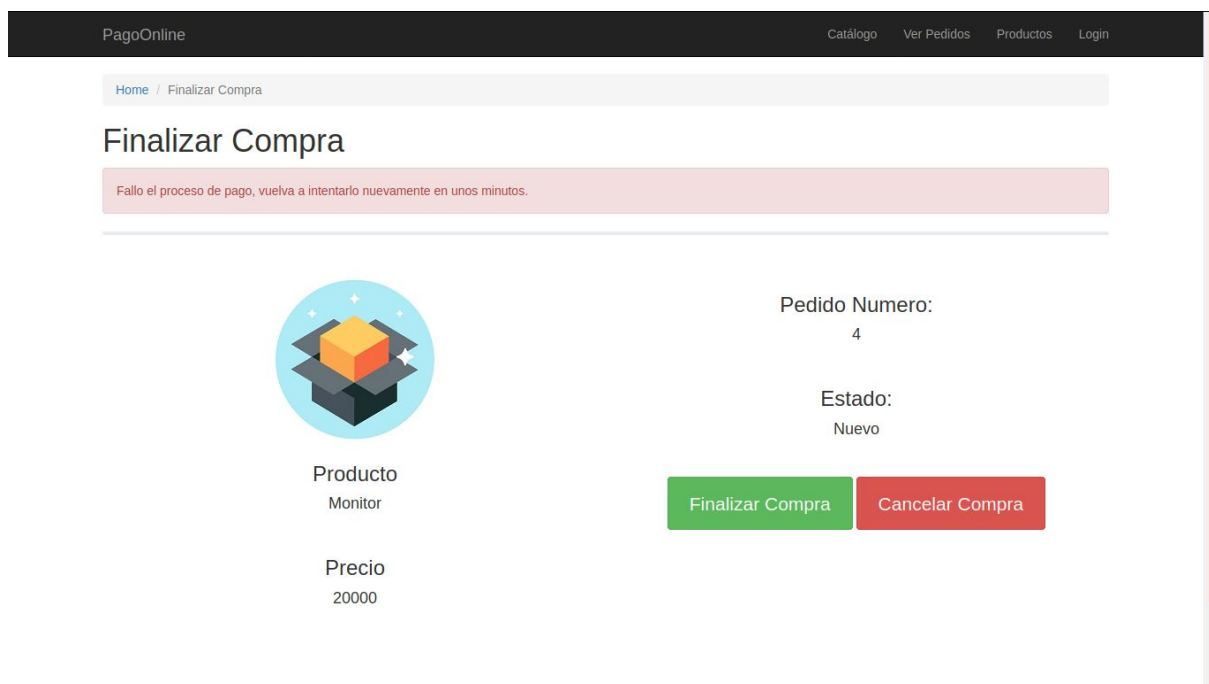 PagoOnline
Catálogo Ver Pedidos Productos Login
Home / Finalizar Compra
Finalizar Compra
Fallo el proceso de pago, vuelva a intentarlo nuevamente en unos minutos.
Producto
Monitor
Precio
20000
Pedido Numero:
4
Estado:
Nuevo
Finalizar Compra
Cancelar Compra